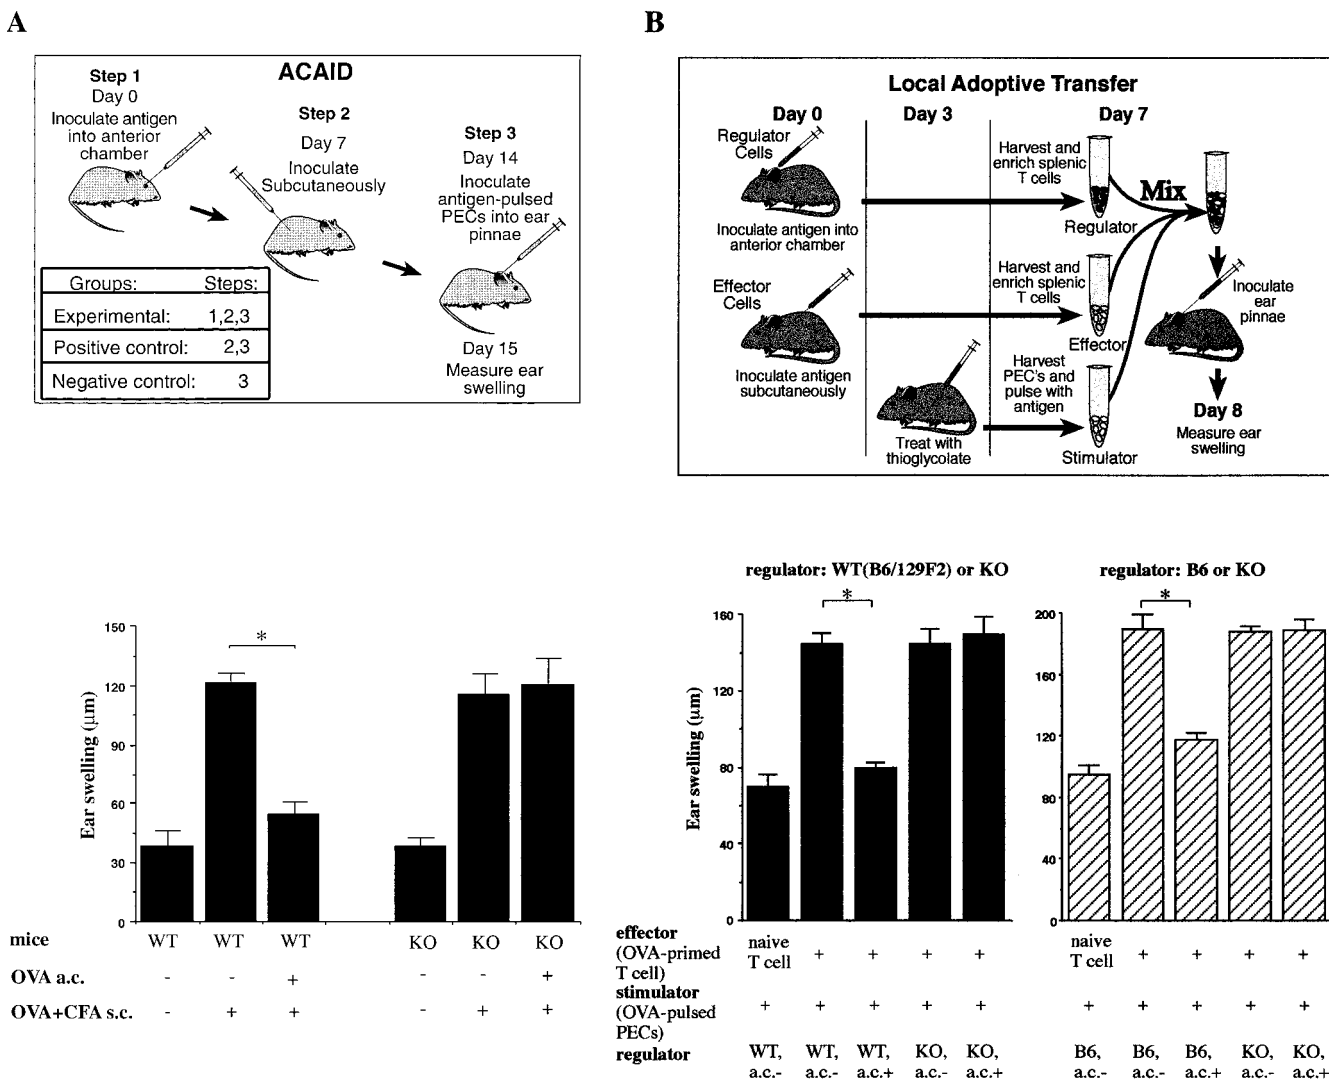 A
ACAID
Step 1
Day 0
Inoculate antigen
into anterior
chamber
Step 2
Day 7
Inoculate
Subcutaneously
Step 3
Day 14
Inoculate
antigen-pulsed
PECs into ear
pinnae
Day 15
Measure ear
swelling
Groups: Steps:
Experimental: 1,2,3
Positive control: 2,3
Negative control: 3
B
Local Adoptive Transfer
Day 0 Day 3 Day 7
Regulator
Cells
Inoculate antigen into
anterior chamber
Effector
Cells
Inoculate antigen
subcutaneously
Treat with
thioglycolate
Harvest and
enrich splenic
T cells
Regulator
Harvest and
enrich splenic
T cells
Effector
Harvest
PEC's and
pulse with
antigen
Stimulator
Mix
Inoculate
ear
pinnae
Day 8
Measure ear
swelling
Ear swelling (μm)
150
120
90
60
30
0
*
mice WT WT WT KO KO KO
OVA a.c. - - + - - +
OVA+CFA s.c. - + + - + +
regulator: WT(B6/129F2) or KO
Ear swelling (μm)
160
120
80
40
0
*
regulator: B6 or KO
200
160
120
80
40
0
*
effector
(OVA-primed
T cell)
naive
T cell
+ + + +
naive
T cell
+ + + +
stimulator
(OVA-pulsed
PECs)
+ + + + + + + + + +
regulator
WT, WT, WT, KO, KO, B6, B6, B6, KO, KO,
a.c.- a.c.- a.c.+ a.c.- a.c.+ a.c.- a.c.- a.c.+ a.c.- a.c.+